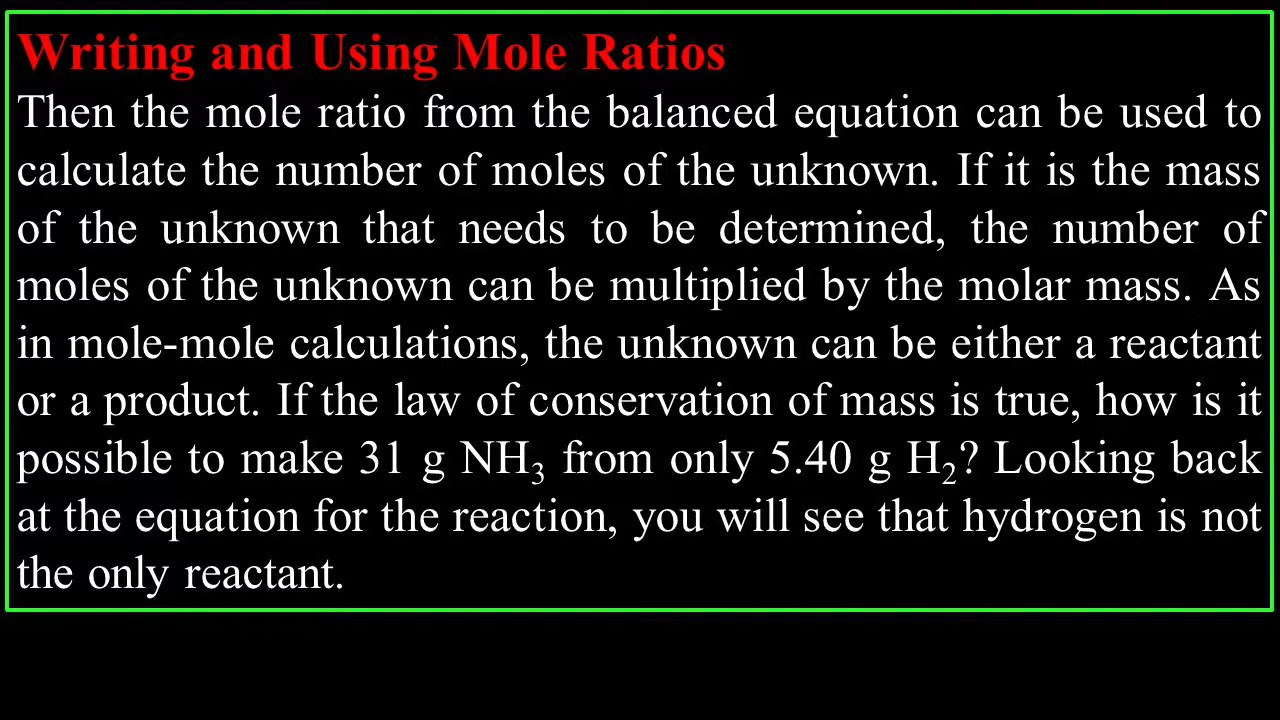 Writing and Using Mole Ratios
Then the mole ratio from the balanced equation can be used to
calculate the number of moles of the unknown. If it is the mass
of the unknown that needs to be determined, the number of
moles of the unknown can be multiplied by the molar mass. As
in mole-mole calculations, the unknown can be either a reactant
or a product. If the law of conservation of mass is true, how is it
possible to make 31 g NH₃ from only 5.40 g H₂? Looking back
at the equation for the reaction, you will see that hydrogen is not
the only reactant.